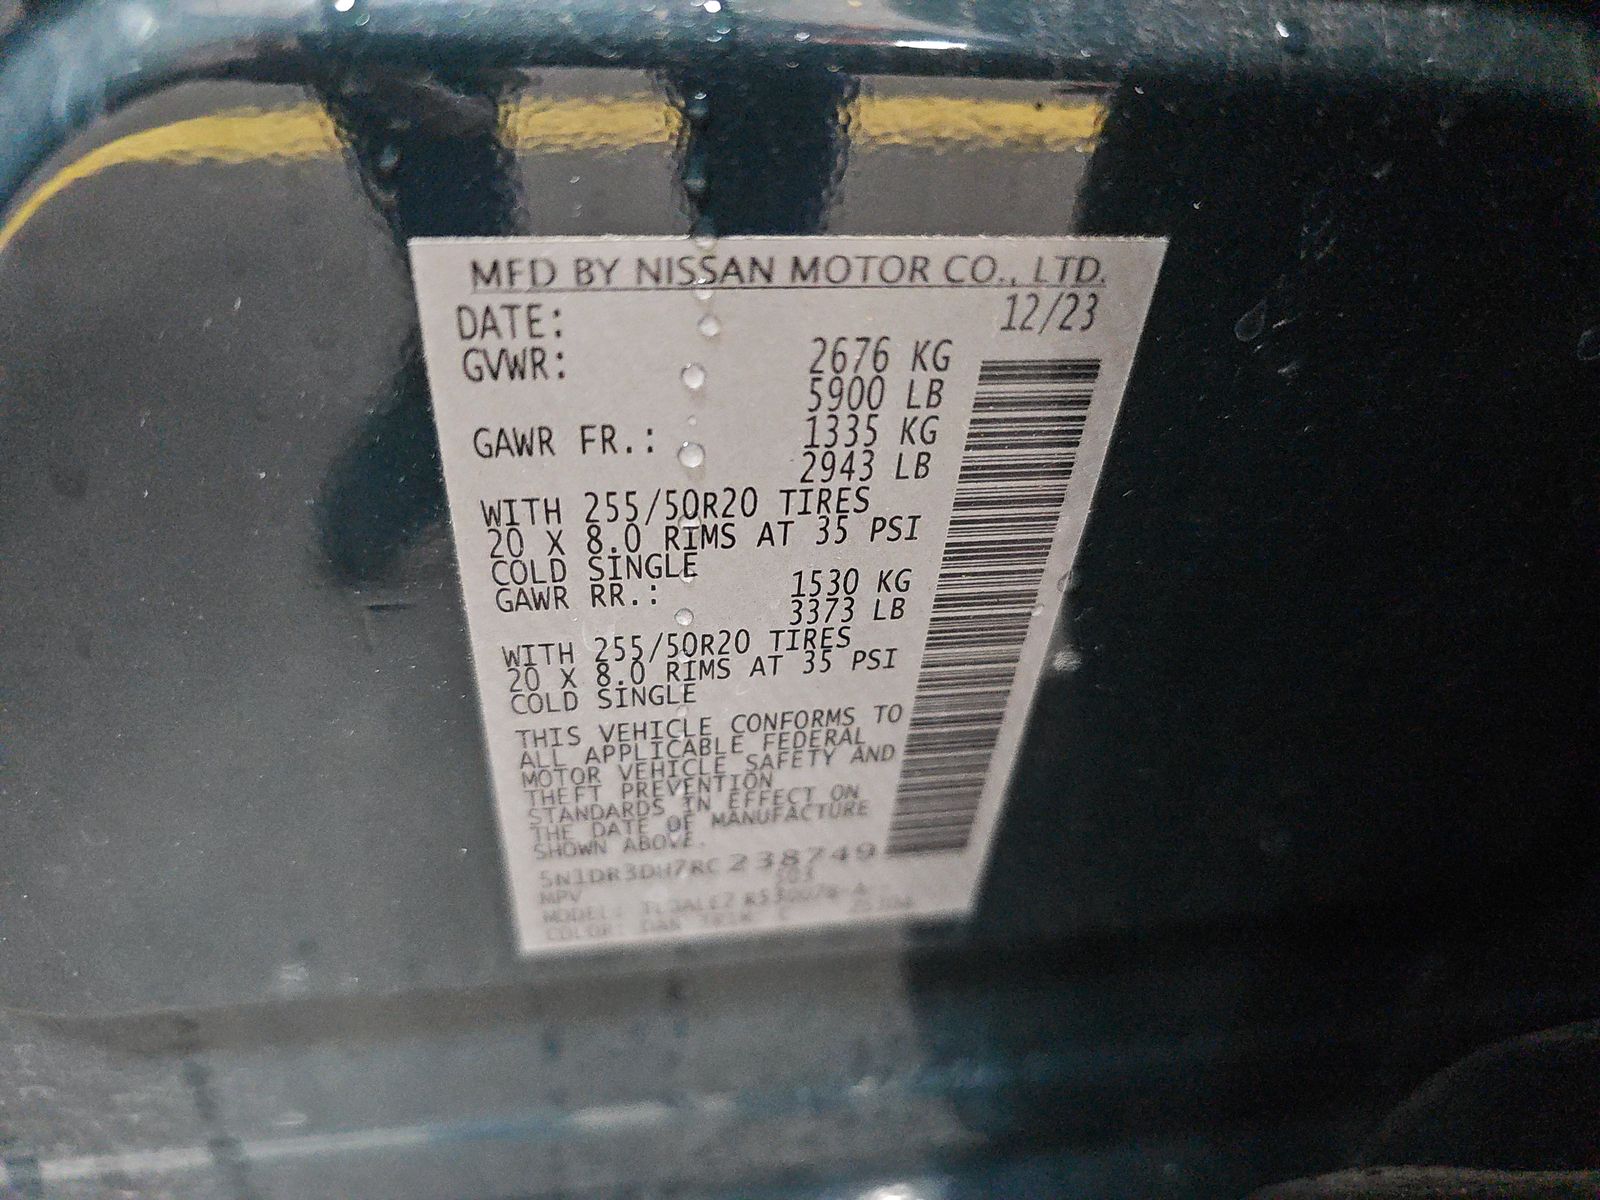 MFD BY NISSAN MOTOR CO., LTD.
DATE: 12/23
GVWR: 2676 KG
5900 LB
GAWR FR.: 1335 KG
2943 LB
WITH 255/50R20 TIRES
20 X 8.0 RIMS AT 35 PSI
COLD SINGLE
GAWR RR.: 1530 KG
3373 LB
WITH 255/50R20 TIRES
20 X 8.0 RIMS AT 35 PSI
COLD SINGLE
THIS VEHICLE CONFORMS TO
ALL APPLICABLE FEDERAL
MOTOR VEHICLE SAFETY AND
THEFT PREVENTION
STANDARDS IN EFFECT ON
THE DATE OF MANUFACTURE
SHOWN ABOVE.
5N1DR3DH7RC 238749
MPV
MODEL:
COLOR: TRIM